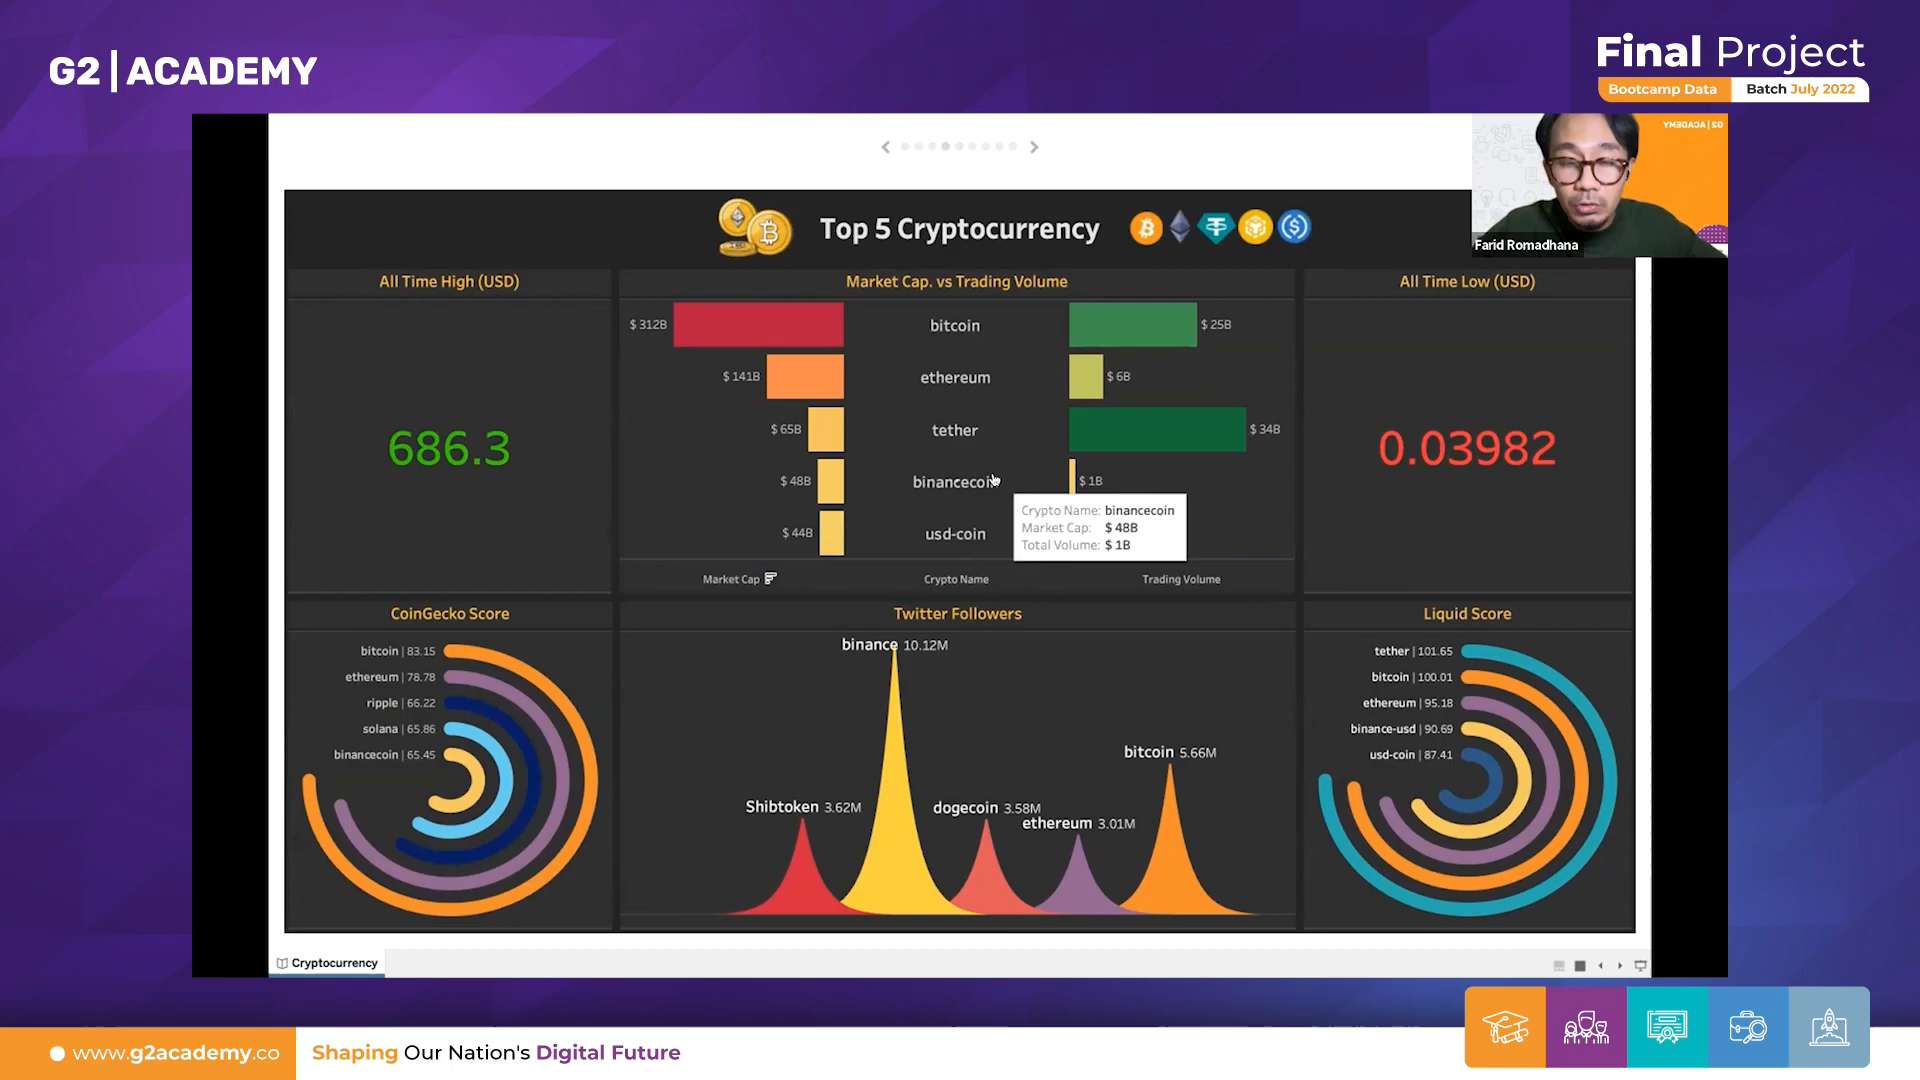 G2 | ACADEMY
Final Project
Bootcamp Data
Batch July 2022
G2 | ACADEMY
Farid Romadhana
Top 5 Cryptocurrency
All Time High (USD)
686.3
Market Cap. vs Trading Volume
$ 312B bitcoin $ 25B
$ 141B ethereum $ 6B
$ 65B tether $ 34B
$ 48B binancecoin $ 1B
$ 44B usd-coin
Crypto Name: binancecoin
Market Cap: $ 48B
Total Volume: $ 1B
Market Cap Crypto Name Trading Volume
All Time Low (USD)
0.03982
CoinGecko Score
bitcoin | 83.15
ethereum | 78.78
ripple | 66.22
solana | 65.86
binancecoin | 65.45
Twitter Followers
binance 10.12M
bitcoin 5.66M
Shibtoken 3.62M
dogecoin 3.58M
ethereum 3.01M
Liquid Score
tether | 101.65
bitcoin | 100.01
ethereum | 95.18
binance-usd | 90.69
usd-coin | 87.41
Cryptocurrency
www.g2academy.co
Shaping Our Nation's Digital Future